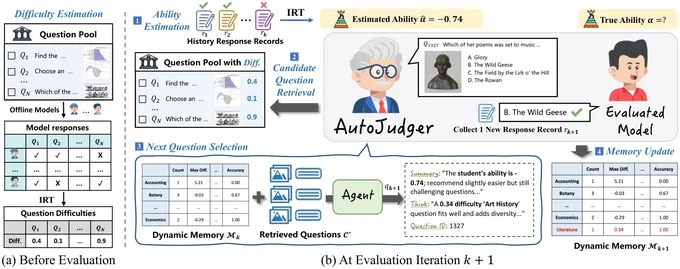 Difficulty Estimation
Question Pool
Q1 Find the ...
Q2 Choose an ...
... ...
QN Which of the ...
Offline Models
Model responses
Q1 Q2 ... QN
✓ ✓ ... X
... ... ... ...
✓ X ... ✓
IRT
Question Difficulties
Q1 Q2 ... QN
Diff. 0.4 0.1 ... 0.9
(a) Before Evaluation
1 Ability Estimation
r1 r2 ... rk
History Response Records
IRT
Estimated Ability α̂ = −0.74
True Ability α =?
Question Pool with Diff.
Q1 Find the ... 0.4
Q2 Choose an ... 0.1
... ...
QN Which of the ... 0.9
2 Candidate Question Retrieval
Q1327 Which of her poems was set to music ...
A. Glory
B. The Wild Geese
C. The Field by the Lirk o' the Hill
D. The Rowan
B. The Wild Geese
AutoJudger
Collect 1 New Response Record rk+1
Evaluated Model
3 Next Question Selection
Count Max Diff. ... Accuracy
Accounting 1 5.21 ... 0.00
Botany 3 -0.03 ... 0.67
... ... ... ... ...
Economics 2 -0.29 ... 1.00
Dynamic Memory Mk
Retrieved Questions C*
Agent
qk+1
Summary: "The student's ability is -0.74; recommend slightly easier but still challenging questions..."
Think: "A 0.34 difficulty 'Art History' question fits well and adds diversity..."
Question ID: 1327
4 Memory Update
Count Max Diff. ... Accuracy
Accounting 1 5.21 ... 0.00
Botany 3 -0.03 ... 0.67
... ... ... ... ...
Economics 2 -0.29 ... 1.00
Literature 1 0.34 ... 1.00
Dynamic Memory Mk+1
(b) At Evaluation Iteration k + 1